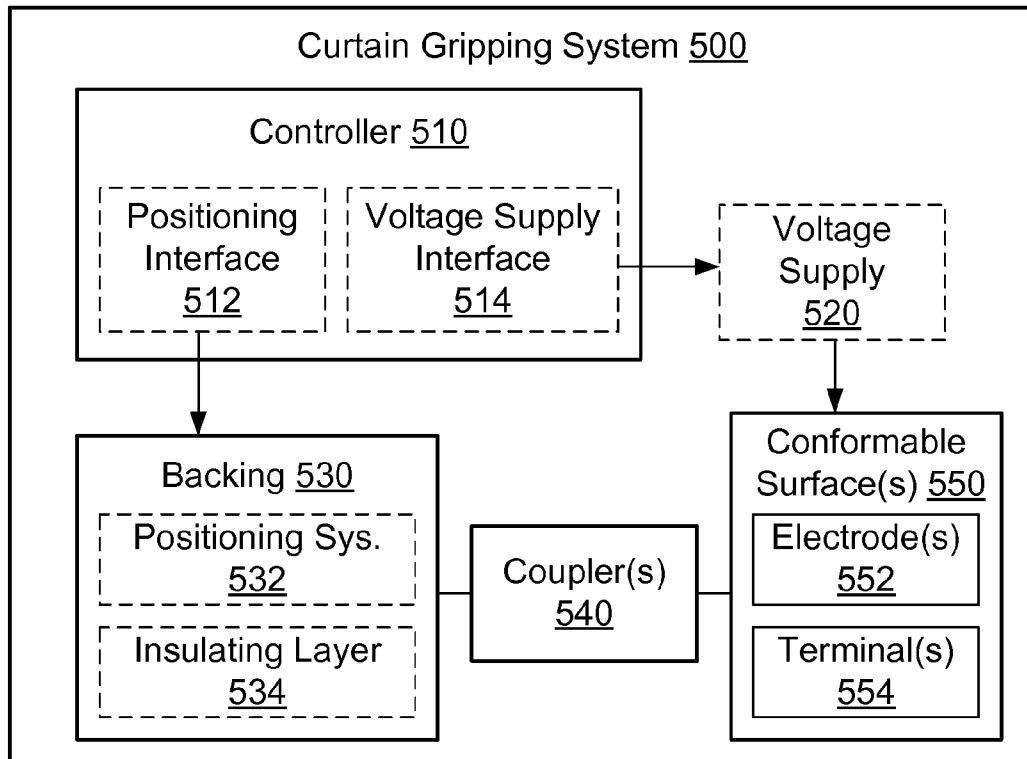 Curtain Gripping System 500
Controller 510
Positioning
Interface
512
Voltage Supply
Interface
514
Voltage
Supply
520
Backing 530
Positioning Sys.
532
Insulating Layer
534
Coupler(s)
540
Conformable
Surface(s) 550
Electrode(s)
552
Terminal(s)
554